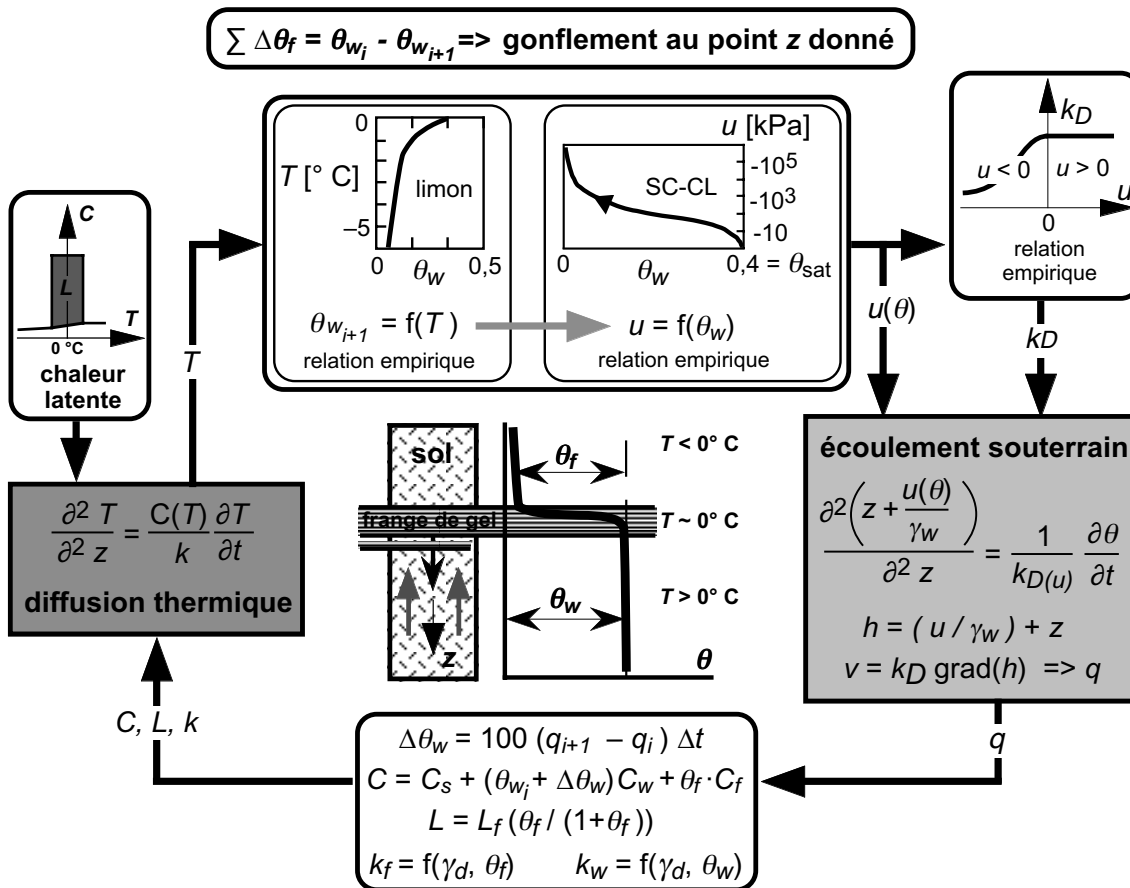 ∑ Δθf = θwi - θwi+1 => gonflement au point z donné
C
L
T
0 °C
chaleur
latente
T
0
T [° C]
–5
limon
0
θw
0,5
θwi+1 = f(T)
relation empirique
u [kPa]
SC-CL
-10⁵
-10³
-10
0
θw
0,4 = θsat
u = f(θw)
relation empirique
kD
u < 0
u > 0
u
0
relation
empirique
u(θ)
kD
∂² T / ∂² z = C(T) / k ∂T / ∂t
diffusion thermique
sol
frange de gel
z
θf
θw
θ
T < 0° C
T ~ 0° C
T > 0° C
écoulement souterrain
∂²(z + u(θ) / γw) / ∂² z = 1 / kD(u) ∂θ / ∂t
h = ( u / γw ) + z
v = kD grad(h) => q
q
C, L, k
Δθw = 100 (qi+1 – qi ) Δt
C = Cs + (θwi + Δθw) Cw + θf · Cf
L = Lf (θf / (1+θf ))
kf = f(γd, θf) kw = f(γd, θw)